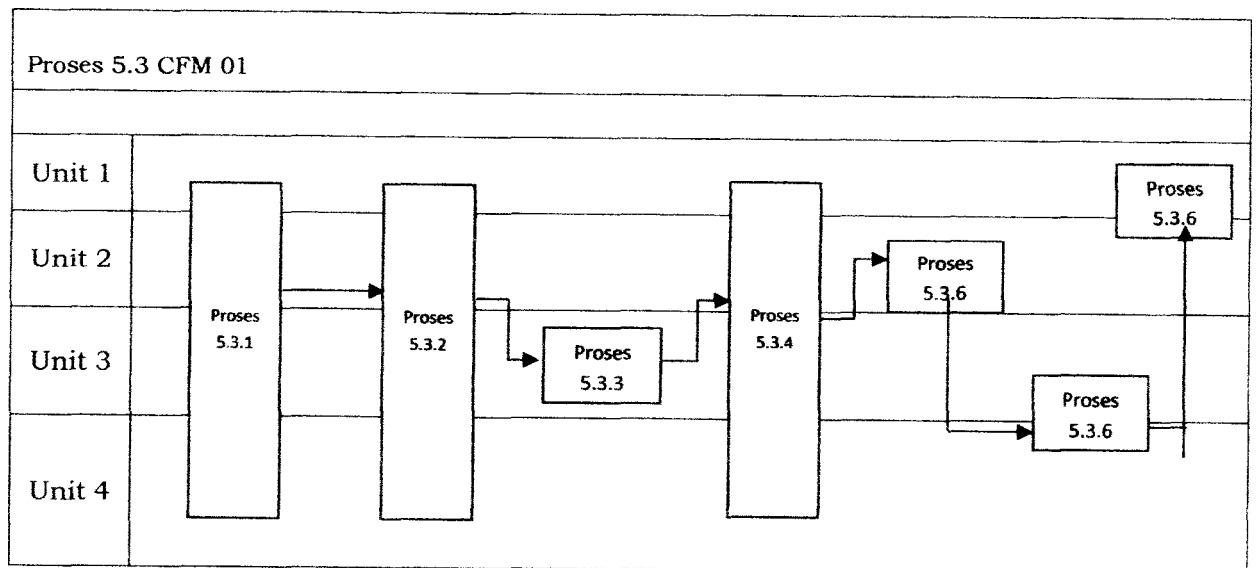 Proses 5.3 CFM 01
Unit 1
Unit 2
Unit 3
Unit 4
Proses
5.3.1
Proses
5.3.2
Proses
5.3.3
Proses
5.3.4
Proses
5.3.6
Proses
5.3.6
Proses
5.3.6